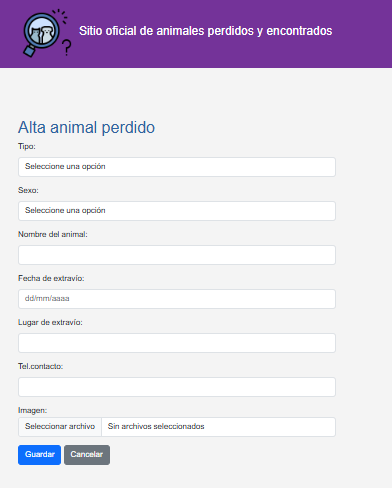 Sitio oficial de animales perdidos y encontrados
Alta animal perdido
Tipo:
Seleccione una opción
Sexo:
Seleccione una opción
Nombre del animal:
Fecha de extravío:
dd/mm/aaaa
Lugar de extravío:
Tel.contacto:
Imagen:
Seleccionar archivo Sin archivos seleccionados
Guardar Cancelar